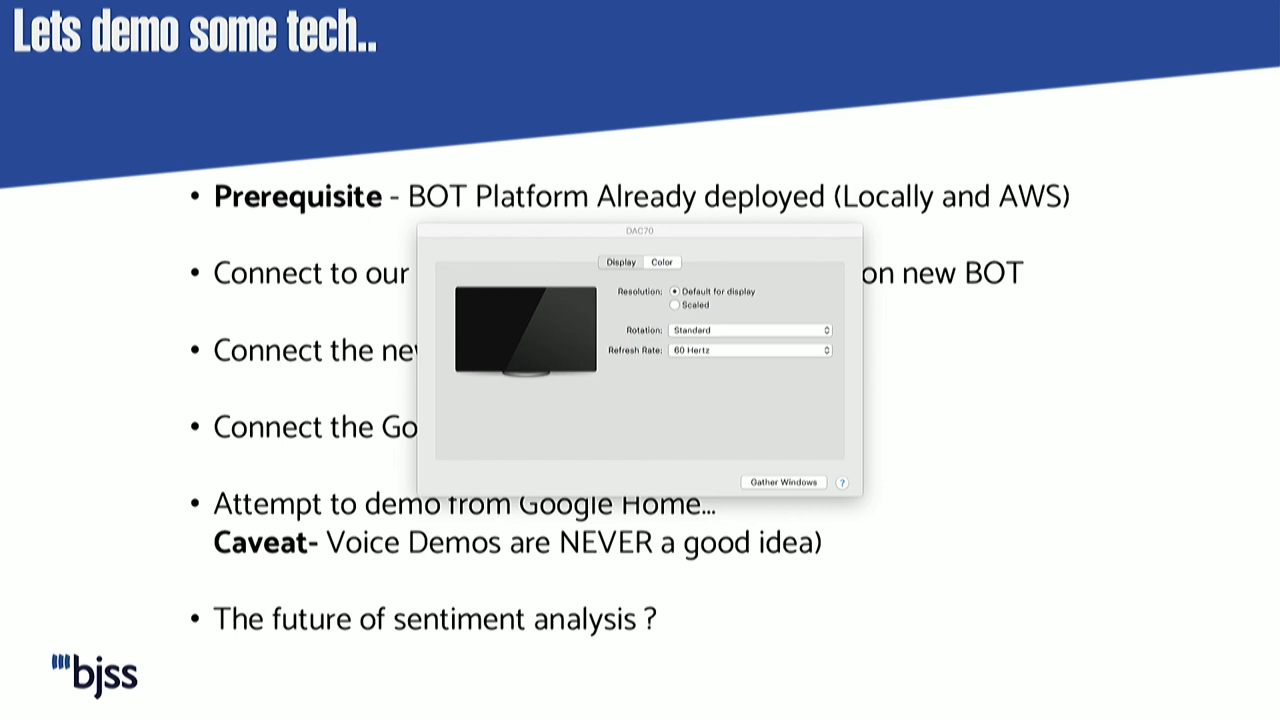 Lets demo some tech..
• Prerequisite - BOT Platform Already deployed (Locally and AWS)
DAC70
• Connect to our
on new BOT
Display Color
Resolution: Default for display
Scaled
Rotation: Standard
• Connect the
Refresh Rate: 60 Hertz
• Connect the
Gather Windows ?
• Attempt to demo from Google Home...
Caveat- Voice Demos are NEVER a good idea)
• The future of sentiment analysis ?
bjss